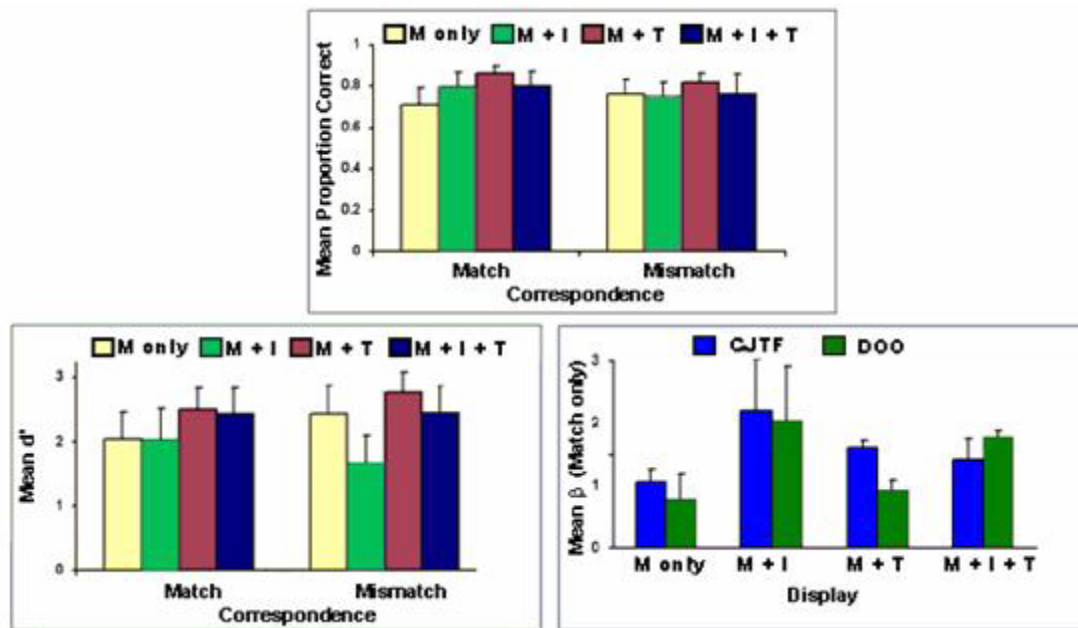 M only M + I M + T M + I + T
Mean Proportion Correct
1
0.8
0.6
0.4
0.2
0
Match Mismatch
Correspondence
M only M + I M + T M + I + T
Mean d'
3
2
1
0
Match Mismatch
Correspondence
CJTF DOO
Mean β (Match only)
3
2
1
0
M only M + I M + T M + I + T
Display